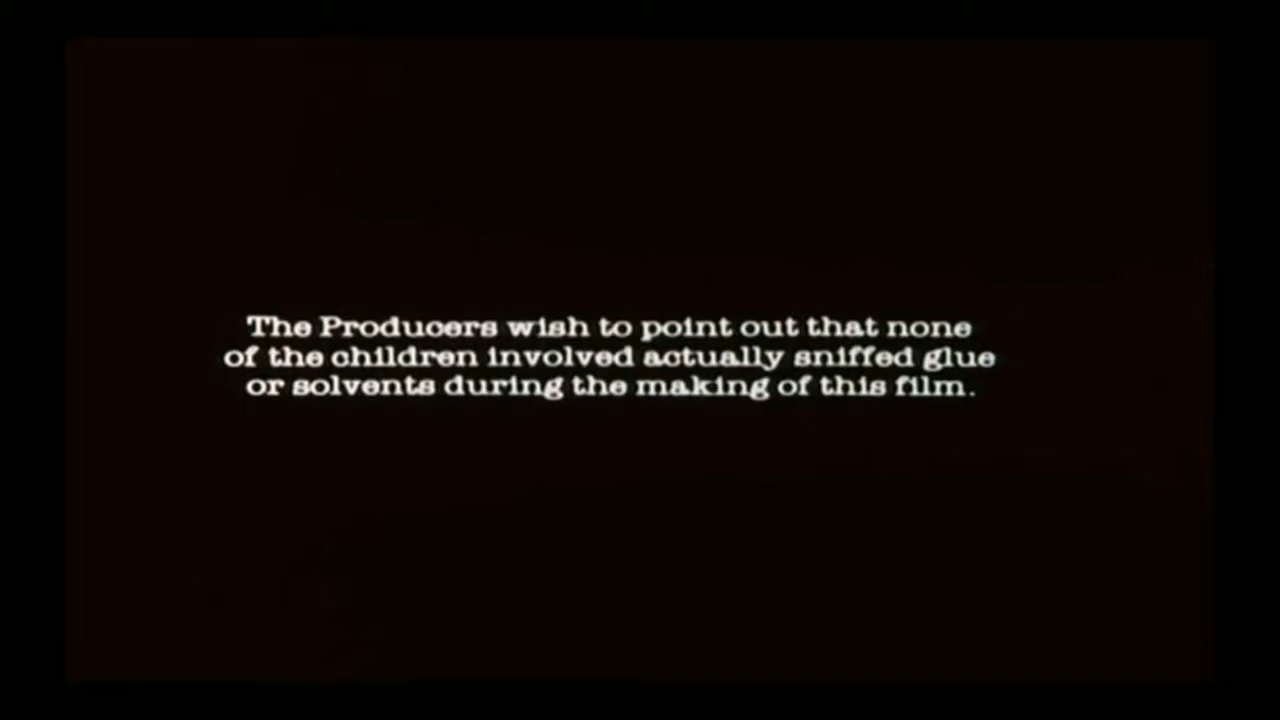 The Producers wish to point out that none
of the children involved actually sniffed glue
or solvents during the making of this film.